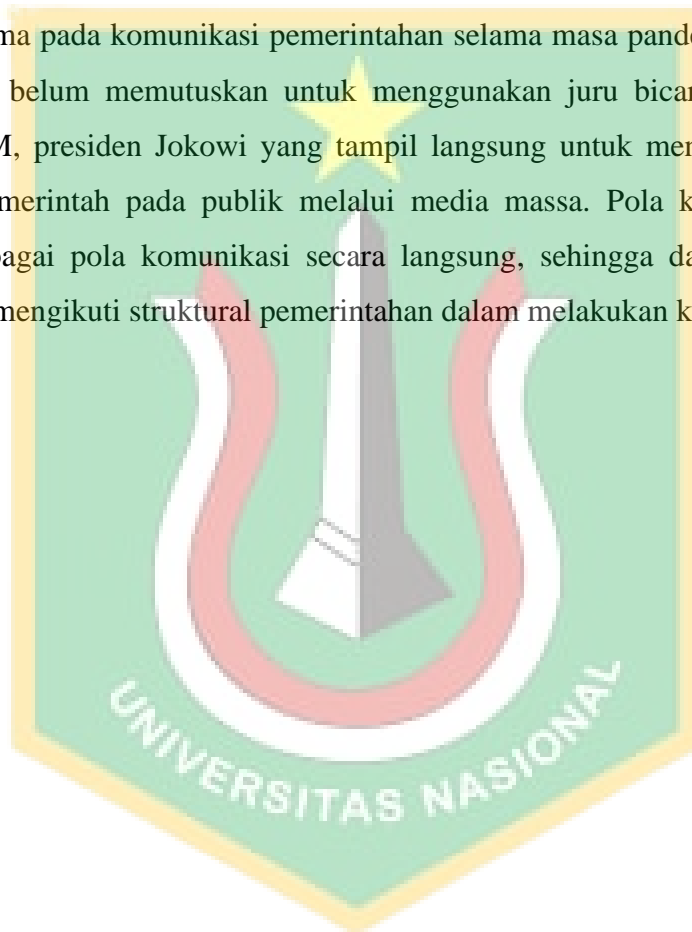 ma pada komunikasi pemerintahan selama masa pand
belum memutuskan untuk menggunakan juru bica
M, presiden Jokowi yang tampil langsung untuk me
merintah pada publik melalui media massa. Pola k
bagai pola komunikasi secara langsung, sehingga da
mengikuti struktural pemerintahan dalam melakukan k
UNIVERSITAS NASIONAL